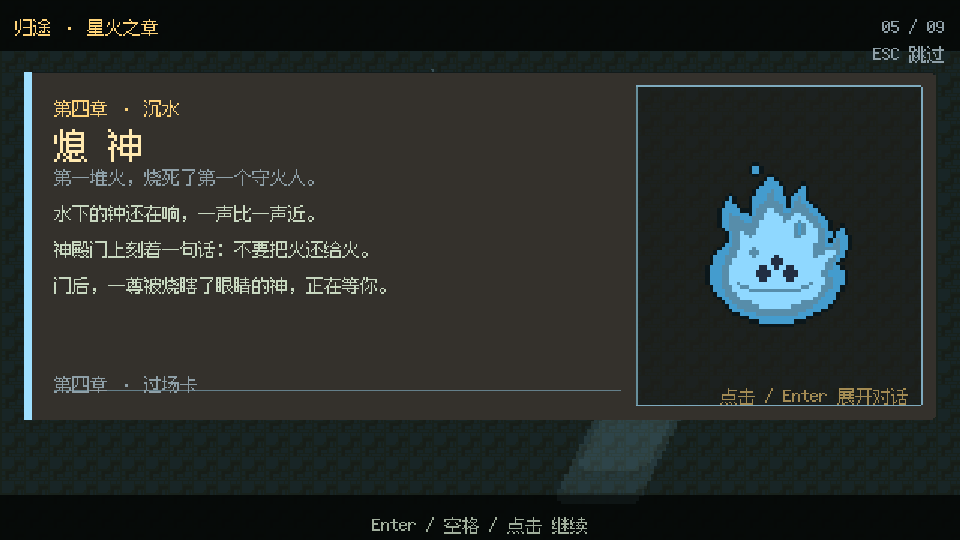 归途 · 星火之章
05 / 09
ESC 跳过
第四章 · 沉水
熄 神
第一堆火，烧死了第一个守火人。
水下的钟还在响，一声比一声近。
神殿门上刻着一句话：不要把火还给火。
门后，一尊被烧瞎了眼睛的神，正在等你。
第四章 · 过场卡
点击 / Enter 展开对话
Enter / 空格 / 点击 继续